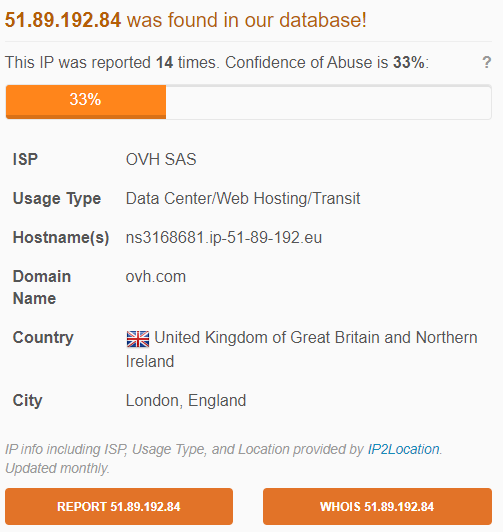 51.89.192.84 was found in our database!
This IP was reported 14 times. Confidence of Abuse is 33%: ?
33%
ISP OVH SAS
Usage Type Data Center/Web Hosting/Transit
Hostname(s) ns3168681.ip-51-89-192.eu
Domain ovh.com
Name
Country United Kingdom of Great Britain and Northern
Ireland
City London, England
IP info including ISP, Usage Type, and Location provided by IP2Location.
Updated monthly.
REPORT 51.89.192.84 WHOIS 51.89.192.84